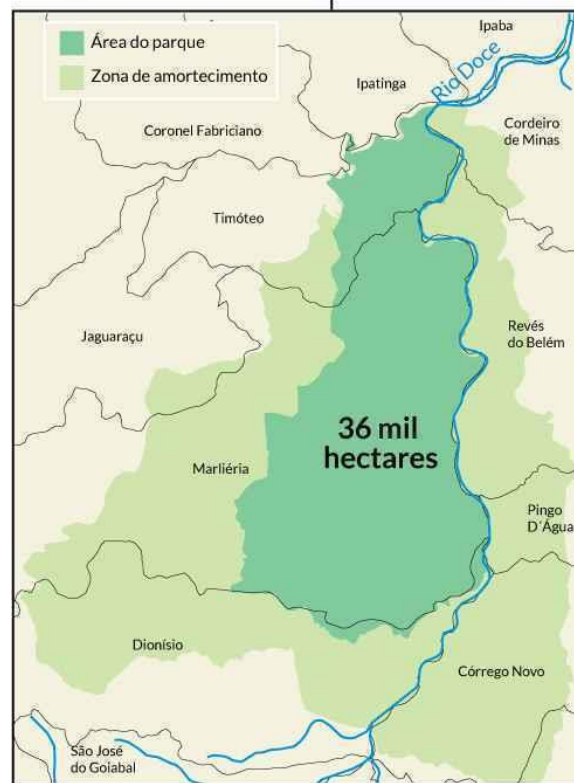 Área do parque
Zona de amortecimento
Ipaba
Rio Doce
Ipatinga
Coronel Fabriciano
Cordeiro
de Minas
Timóteo
Jaguaraçu
Revés
do Belém
36 mil
hectares
Marliéria
Pingo
D´Água
Dionísio
Córrego Novo
São José
do Goiabal